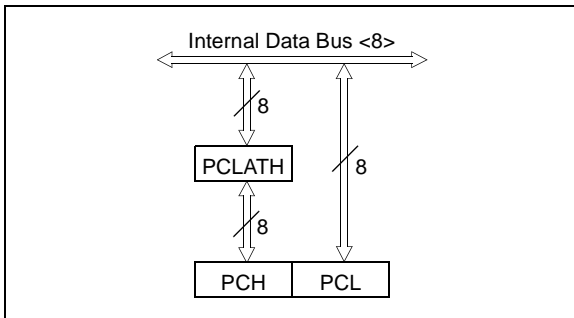 Internal Data Bus <8>
8
PCLATH
8
8
PCH PCL